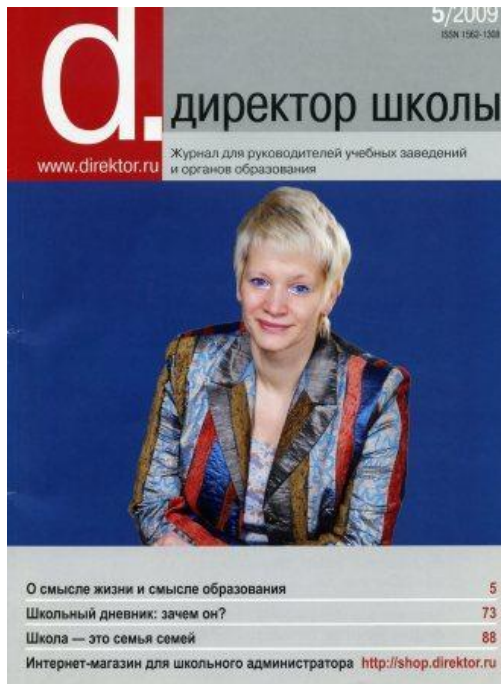 5/2009
ISSN 1562-1308
d.
директор школы
www.direktor.ru
Журнал для руководителей учебных заведений
и органов образования
О смысле жизни и смысле образования 5
Школьный дневник: зачем он? 73
Школа — это семья семей 88
Интернет-магазин для школьного администратора http://shop.direktor.ru